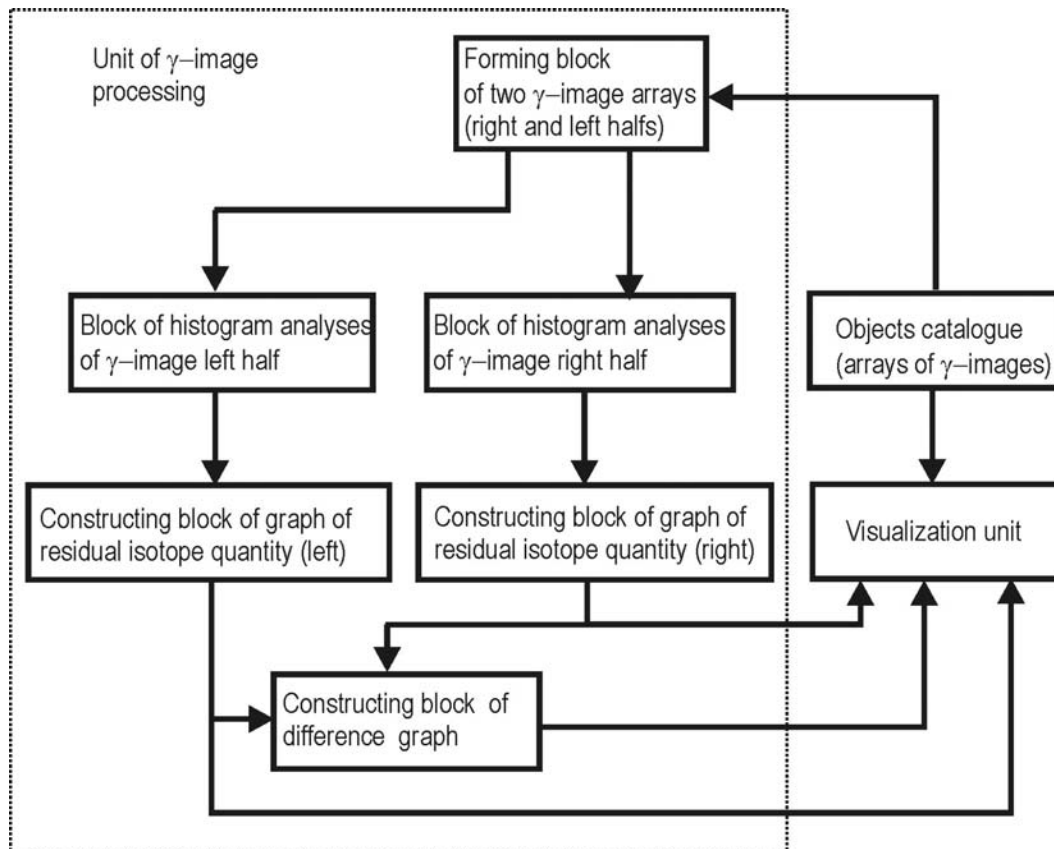 Unit of γ–image
processing
Forming block
of two γ–image arrays
(right and left halfs)
Block of histogram analyses
of γ–image left half
Block of histogram analyses
of γ–image right half
Objects catalogue
(arrays of γ–images)
Constructing block of graph of
residual isotope quantity (left)
Constructing block of graph of
residual isotope quantity (right)
Visualization unit
Constructing block of
difference graph